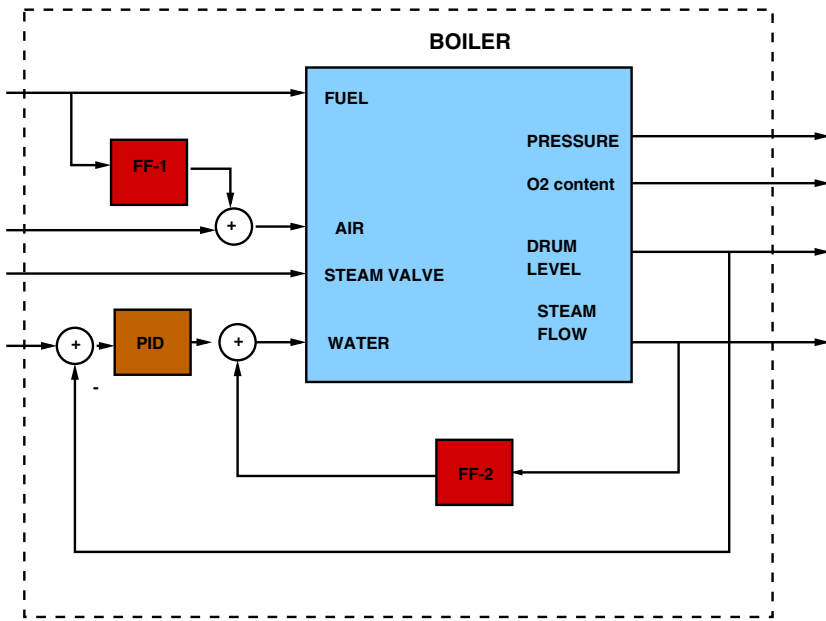 BOILER
FUEL
PRESSURE
FF-1
O2 content
+
AIR
DRUM
LEVEL
STEAM VALVE
STEAM
FLOW
+
PID
+
WATER
-
FF-2